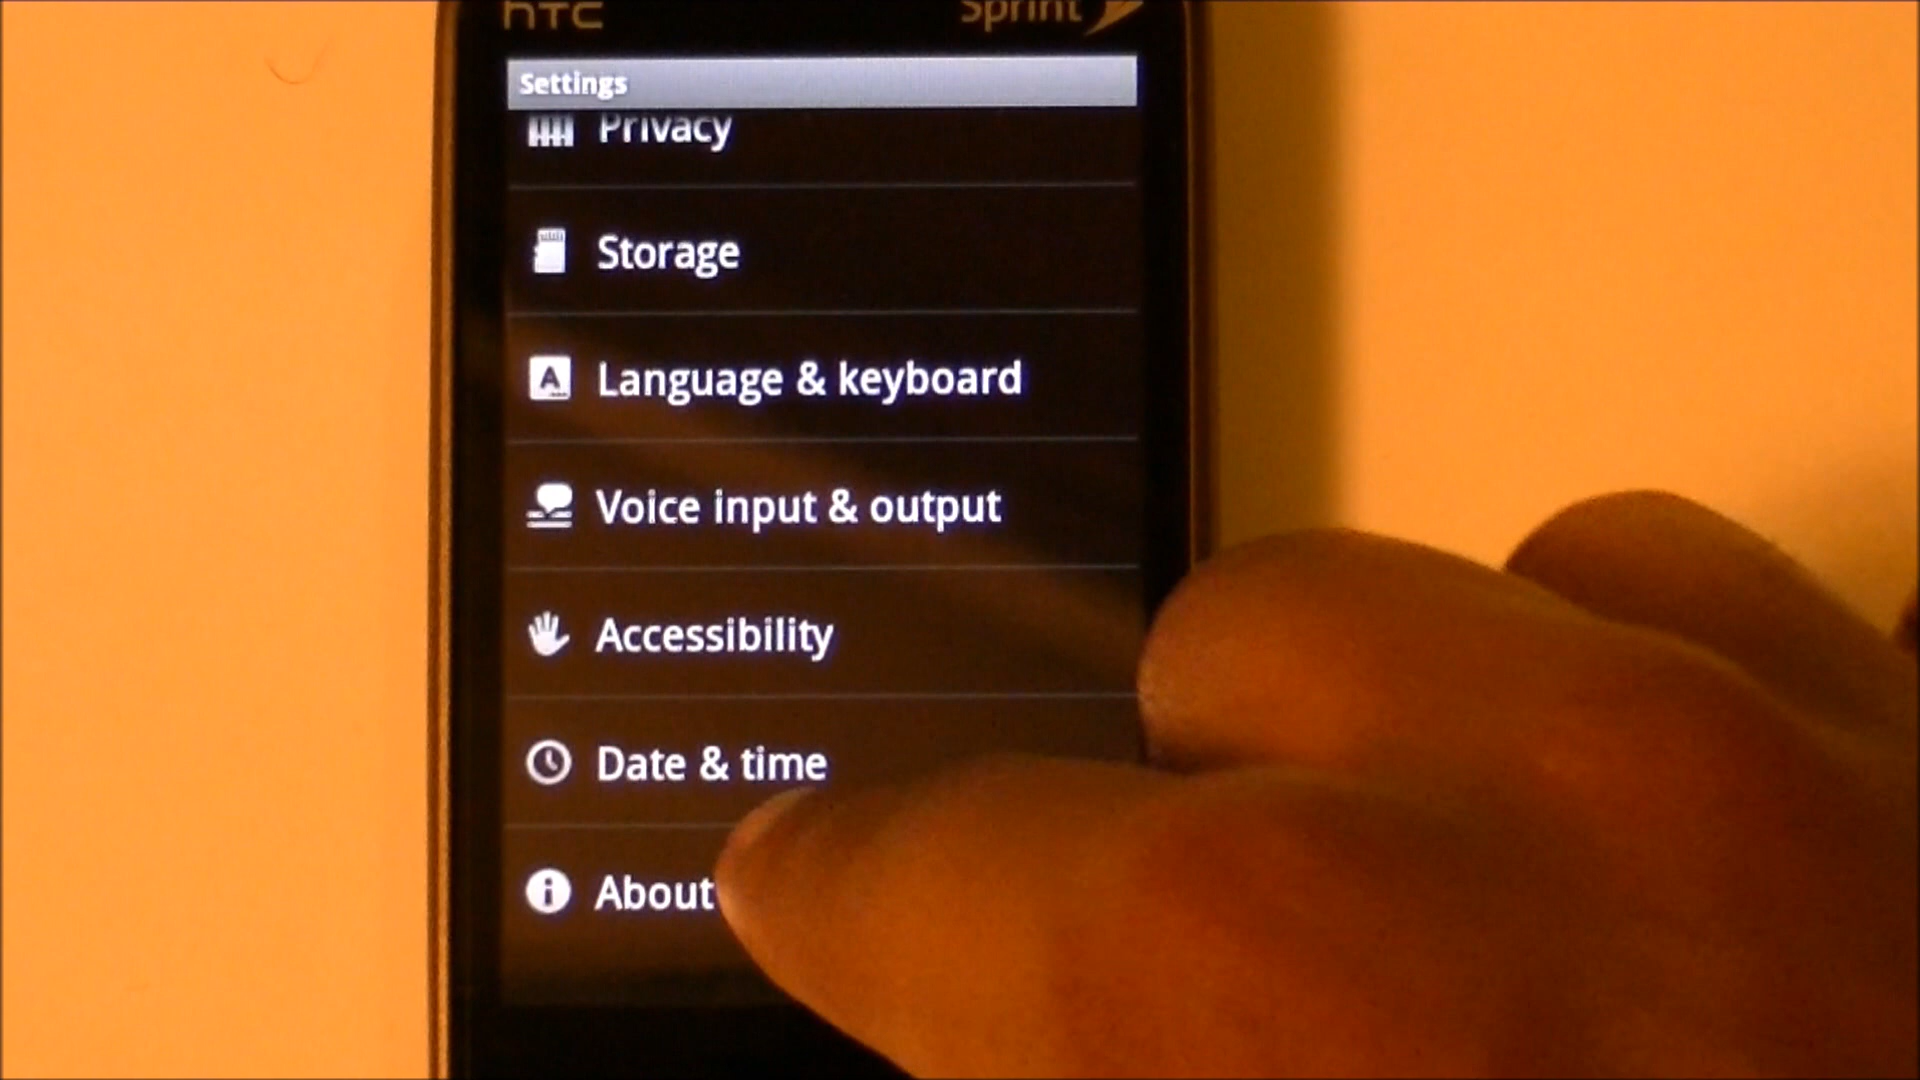 hTC Sprint
Settings
Privacy
Storage
A Language & keyboard
Voice input & output
Accessibility
Date & time
i About